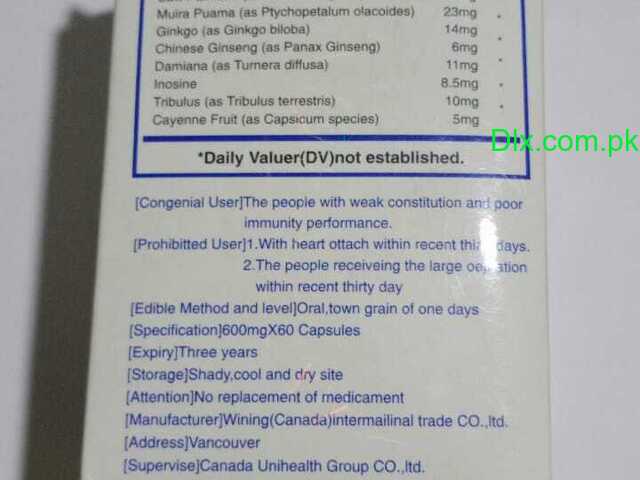 Muira Puama (as Ptychopetalum olacoides) 23mg *
Ginkgo (as Ginkgo biloba) 14mg *
Chinese Ginseng (as Panax Ginseng) 6mg *
Damiana (as Turnera diffusa) 11mg *
Inosine 8.5mg *
Tribulus (as Tribulus terrestris) 10mg *
Cayenne Fruit (as Capsicum species) 5mg
Dlx.com.pk
*Daily Valuer(DV)not established.
[Congenial User]The people with weak constitution and poor
immunity performance.
[Prohibitted User]1.With heart ottach within recent days.
2.The people receiveing the large
within recent thirty day
[Edible Method and level]Oral,town grain of one days
[Specification]600mgX60 Capsules
[Expiry]Three years
[Storage]Shady,cool and dry site
[Attention]No replacement of medicament
[Manufacturer]Wining(Canada)intermailinal trade CO.,ltd.
[Address]Vancouver
[Supervise]Canada Unihealth Group CO.,ltd.